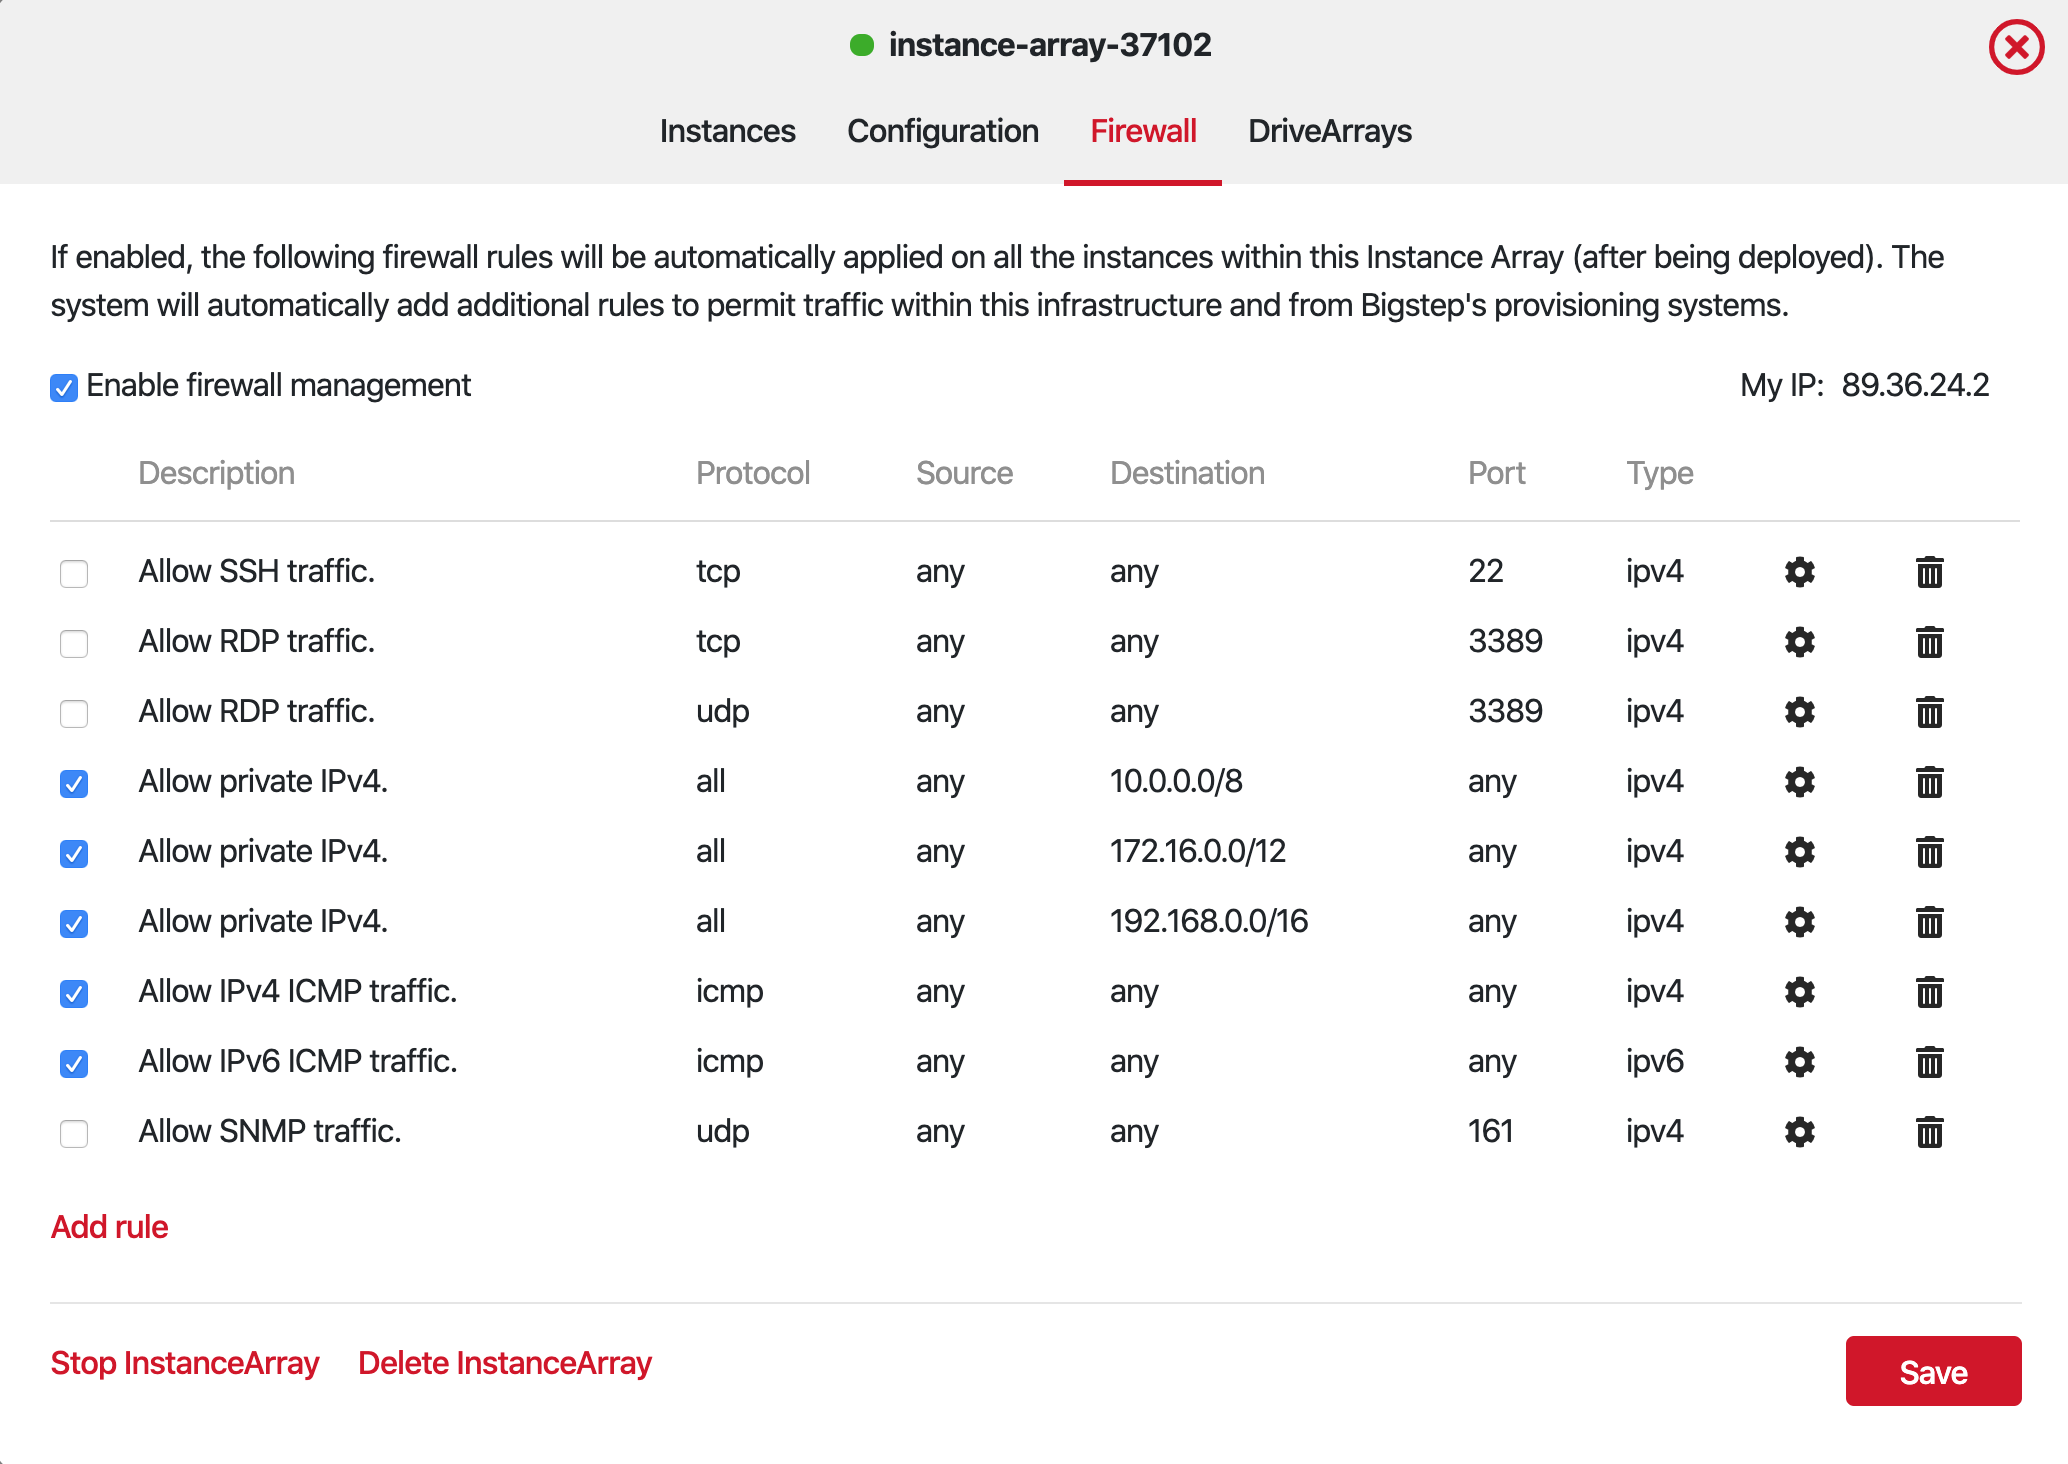 instance-array-37102
Instances Configuration Firewall DriveArrays
If enabled, the following firewall rules will be automatically applied on all the instances within this Instance Array (after being deployed). The
system will automatically add additional rules to permit traffic within this infrastructure and from Bigstep's provisioning systems.
Enable firewall management My IP: 89.36.24.2
Description Protocol Source Destination Port Type
Allow SSH traffic. tcp any any 22 ipv4
Allow RDP traffic. tcp any any 3389 ipv4
Allow RDP traffic. udp any any 3389 ipv4
Allow private IPv4. all any 10.0.0.0/8 any ipv4
Allow private IPv4. all any 172.16.0.0/12 any ipv4
Allow private IPv4. all any 192.168.0.0/16 any ipv4
Allow IPv4 ICMP traffic. icmp any any any ipv4
Allow IPv6 ICMP traffic. icmp any any any ipv6
Allow SNMP traffic. udp any any 161 ipv4
Add rule
Stop InstanceArray Delete InstanceArray Save